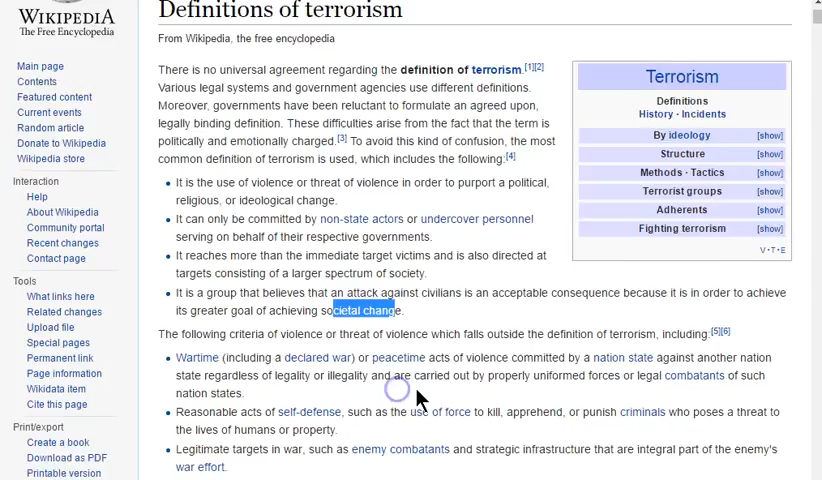 WIKIPEDIA
The Free Encyclopedia
Main page
Contents
Featured content
Current events
Random article
Donate to Wikipedia
Wikipedia store
Interaction
Help
About Wikipedia
Community portal
Recent changes
Contact page
Tools
What links here
Related changes
Upload file
Special pages
Permanent link
Page information
Wikidata item
Cite this page
Print/export
Create a book
Download as PDF
Printable version
Definitions of terrorism
From Wikipedia, the free encyclopedia
There is no universal agreement regarding the definition of terrorism.[1][2]
Various legal systems and government agencies use different definitions.
Moreover, governments have been reluctant to formulate an agreed upon,
legally binding definition. These difficulties arise from the fact that the term is
politically and emotionally charged.[3] To avoid this kind of confusion, the most
common definition of terrorism is used, which includes the following:[4]
• It is the use of violence or threat of violence in order to purport a political,
religious, or ideological change.
• It can only be committed by non-state actors or undercover personnel
serving on behalf of their respective governments.
• It reaches more than the immediate target victims and is also directed at
targets consisting of a larger spectrum of society.
• It is a group that believes that an attack against civilians is an acceptable consequence because it is in order to achieve
its greater goal of achieving societal change.
The following criteria of violence or threat of violence which falls outside the definition of terrorism, including:[5][6]
• Wartime (including a declared war) or peacetime acts of violence committed by a nation state against another nation
state regardless of legality or illegality and are carried out by properly uniformed forces or legal combatants of such
nation states.
• Reasonable acts of self-defense, such as the use of force to kill, apprehend, or punish criminals who poses a threat to
the lives of humans or property.
• Legitimate targets in war, such as enemy combatants and strategic infrastructure that are integral part of the enemy's
war effort.
Terrorism
Definitions
History · Incidents
By ideology [show]
Structure [show]
Methods · Tactics [show]
Terrorist groups [show]
Adherents [show]
Fighting terrorism [show]
V · T · E